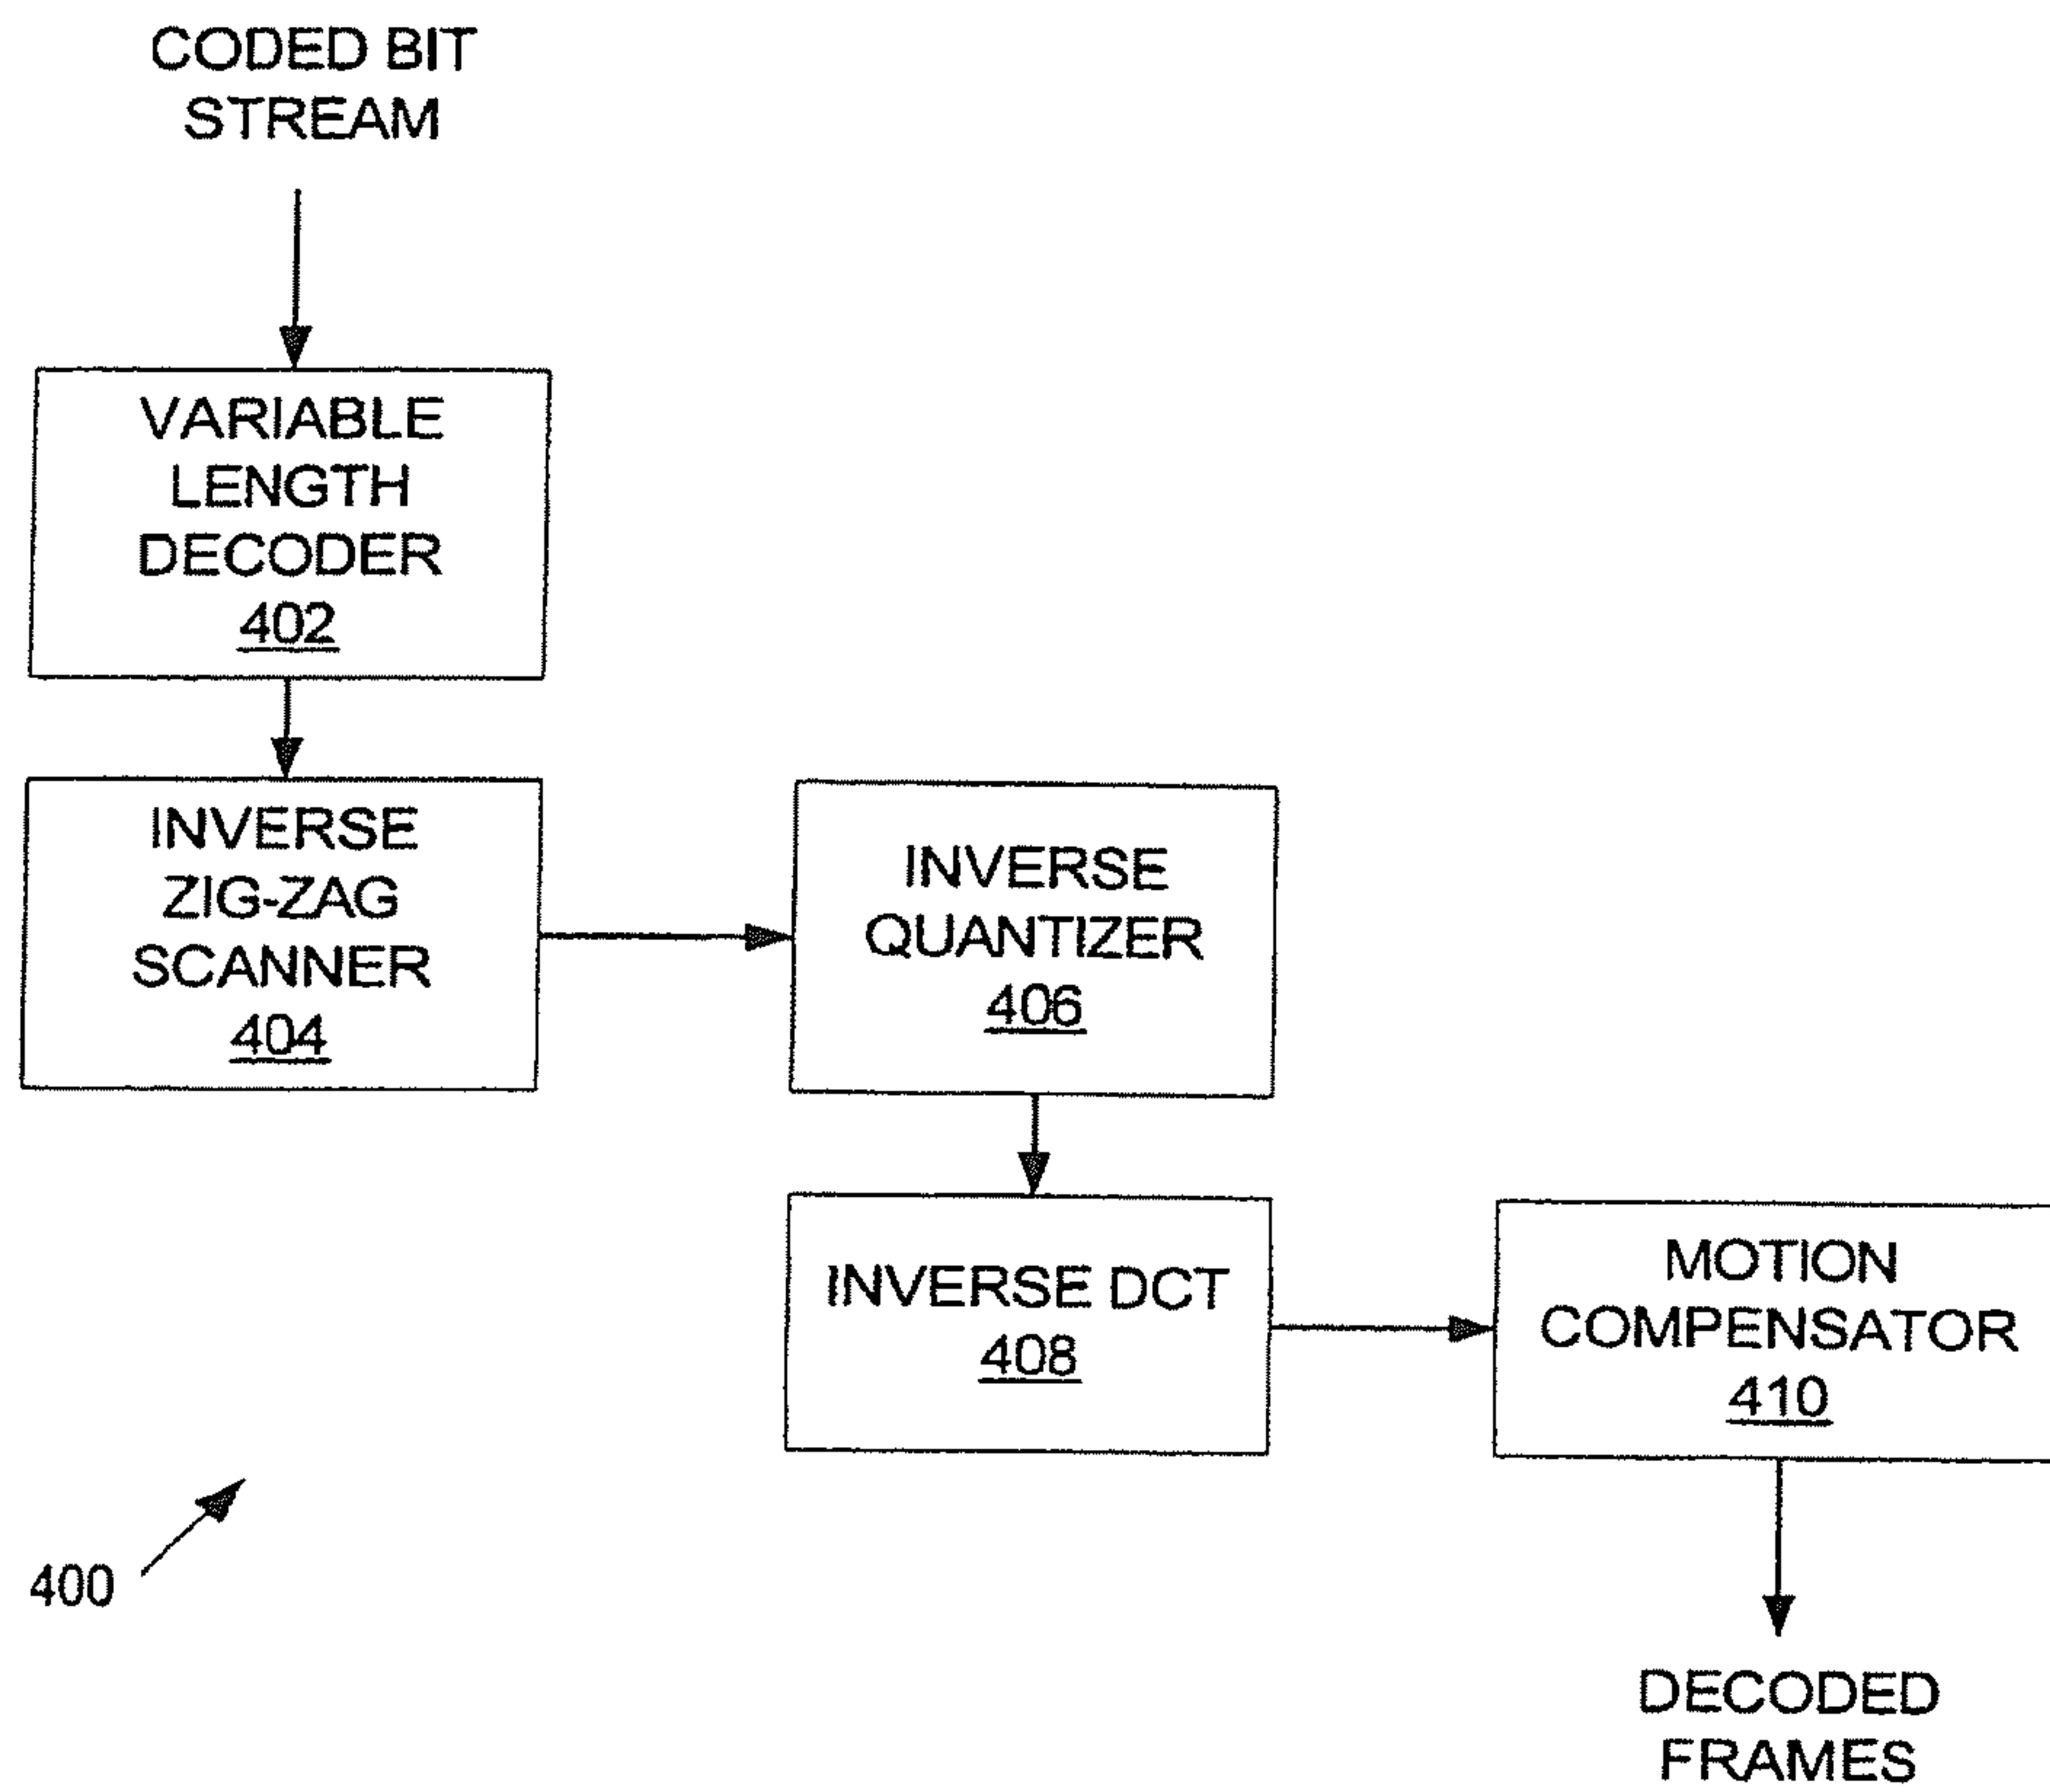 CODED BIT
STREAM
VARIABLE
LENGTH
DECODER
402
INVERSE
ZIG-ZAG
SCANNER
404
INVERSE
QUANTIZER
406
INVERSE DCT
408
MOTION
COMPENSATOR
410
400
DECODED
FRAMES